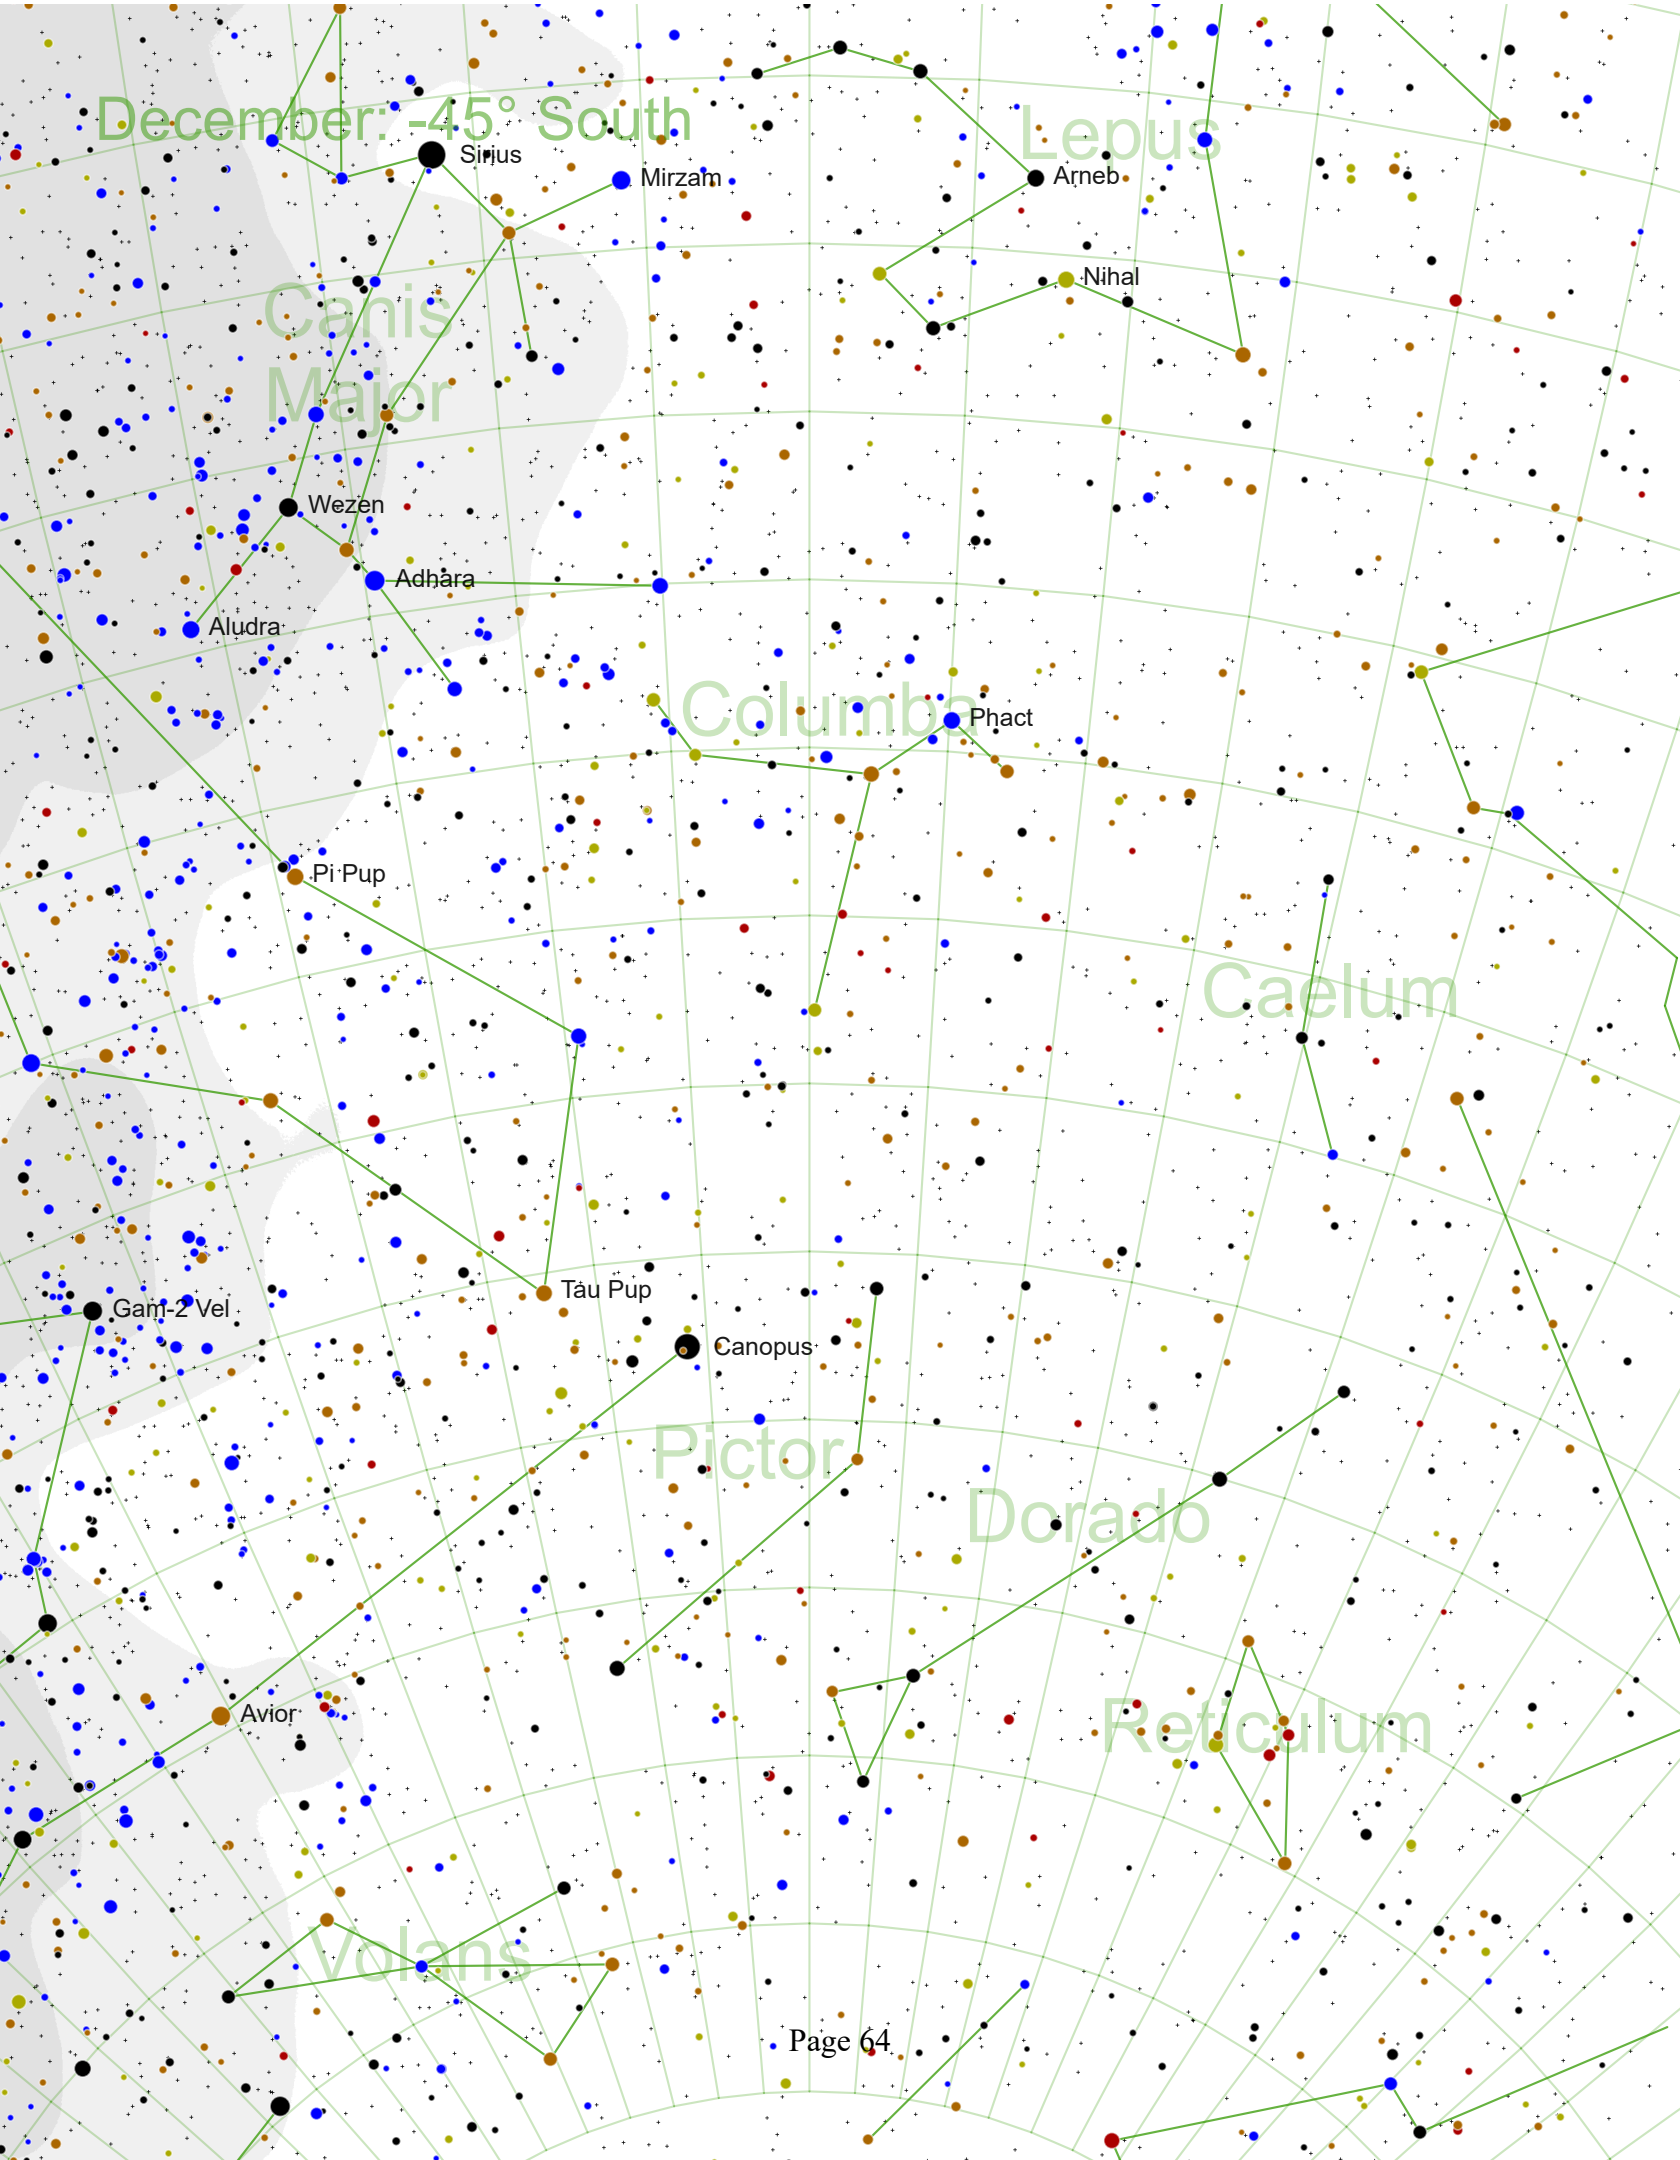 December: -45° South
Lepus
Sirius
Mirzam
Arneb
Nihal
Canis
Major
Wezen
Adhara
Aludra
Columba
Phact
Pi Pup
Caelum
Tau Pup
Gam-2 Vel
Canopus
Pictor
Dorado
Avior
Reticulum
Volans
Page 64